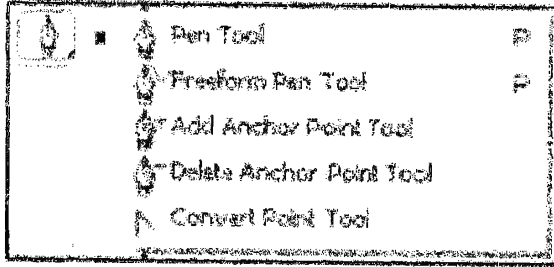 Pen Tool P
Freeform Pen Tool P
Add Anchor Point Tool
Delete Anchor Point Tool
Convert Point Tool